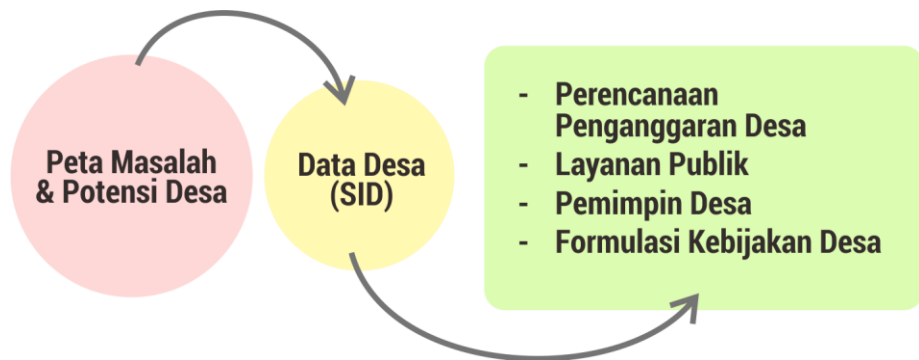 Peta Masalah
& Potensi Desa
Data Desa
(SID)
- Perencanaan
Penganggaran Desa
- Layanan Publik
- Pemimpin Desa
- Formulasi Kebijakan Desa